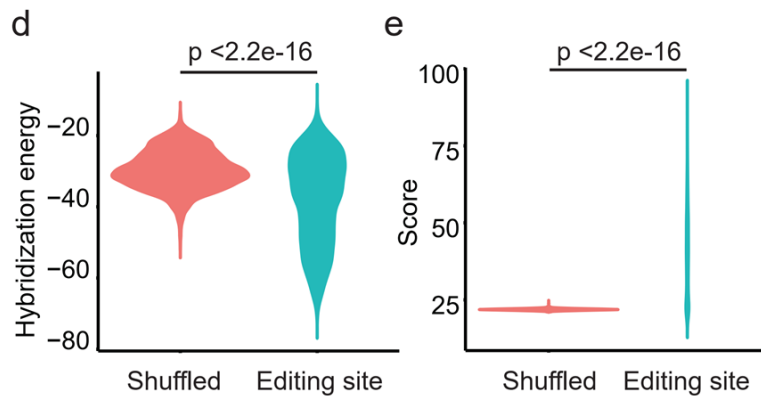 d
p <2.2e-16
Hybridization energy
−20
−40
−60
−80
Shuffled
Editing site
e
p <2.2e-16
Score
100
75
50
25
Shuffled
Editing site